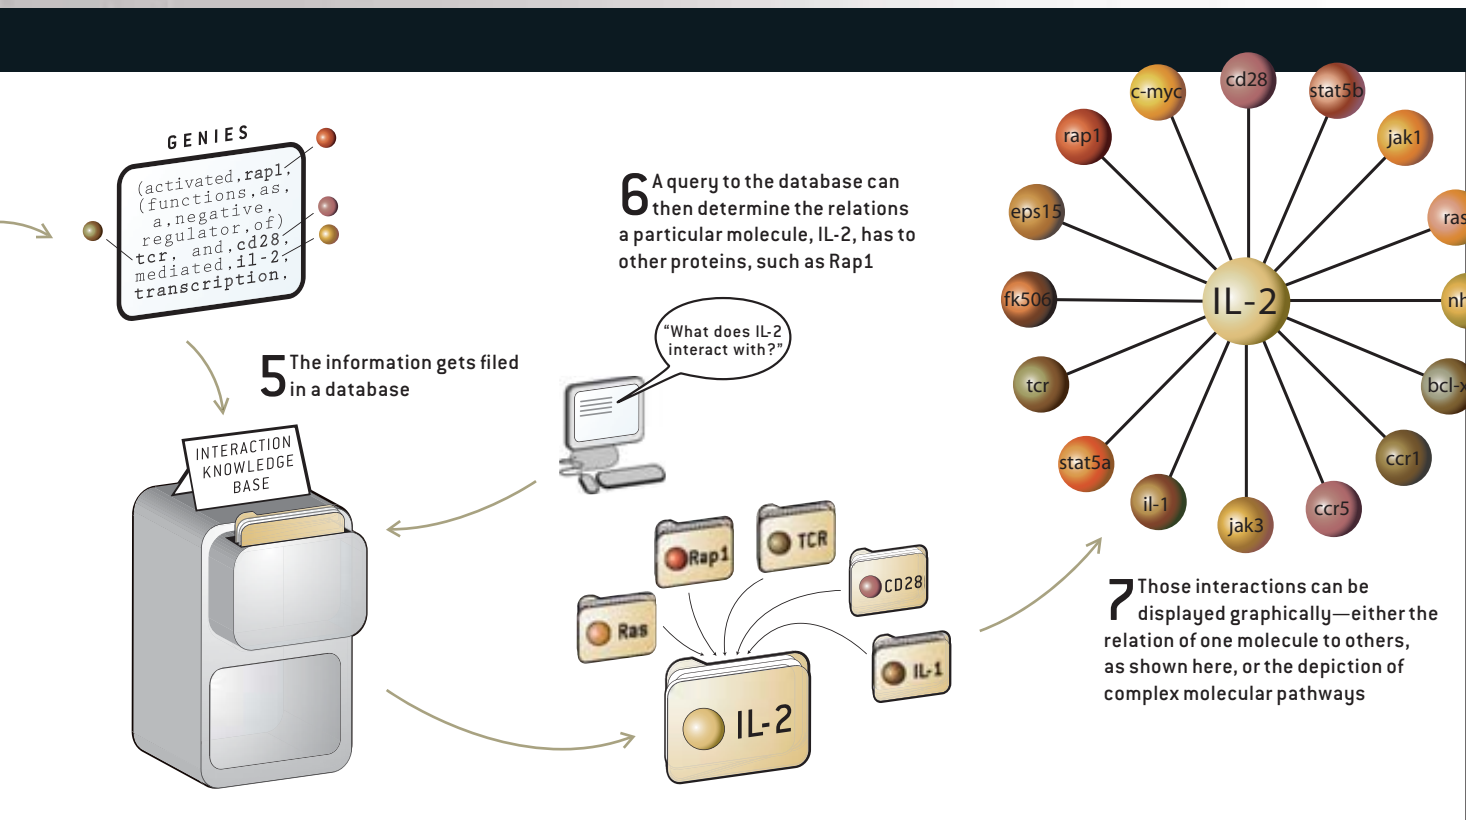 GENIES
(activated,rap1,
(functions,as,
a,negative,
regulator,of)
tcr, and,cd28,
mediated,il-2,
transcription,
5 The information gets filed
in a database
INTERACTION
KNOWLEDGE
BASE
6 A query to the database can
then determine the relations
a particular molecule, IL-2, has to
other proteins, such as Rap1
“What does IL-2
interact with?”
Ras
Rap1
TCR
CD28
IL-1
IL-2
c-myc
cd28
stat5b
rap1
jak1
eps15
ras
fk506
IL-2
nh
tcr
bcl-x
stat5a
ccr1
il-1
jak3
ccr5
7 Those interactions can be
displayed graphically—either the
relation of one molecule to others,
as shown here, or the depiction of
complex molecular pathways